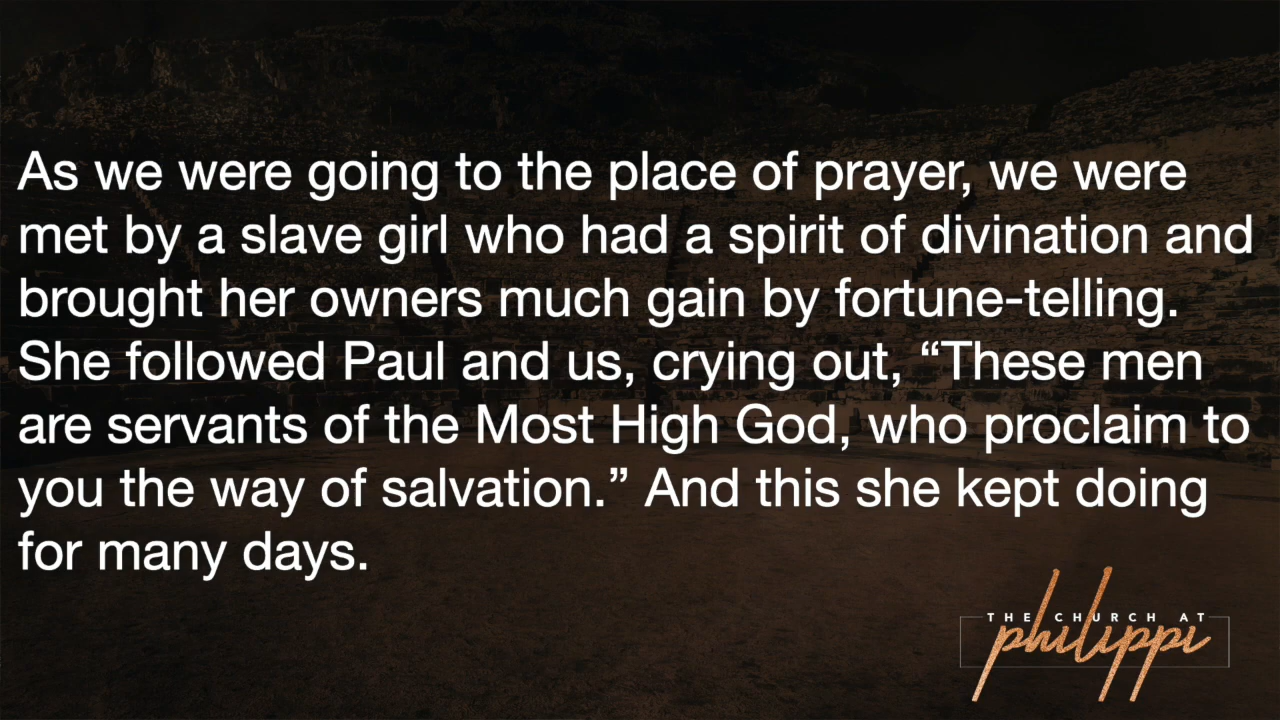 As we were going to the place of prayer, we were
met by a slave girl who had a spirit of divination and
brought her owners much gain by fortune-telling.
She followed Paul and us, crying out, “These men
are servants of the Most High God, who proclaim to
you the way of salvation.” And this she kept doing
for many days.
THE CHURCH AT
philippi